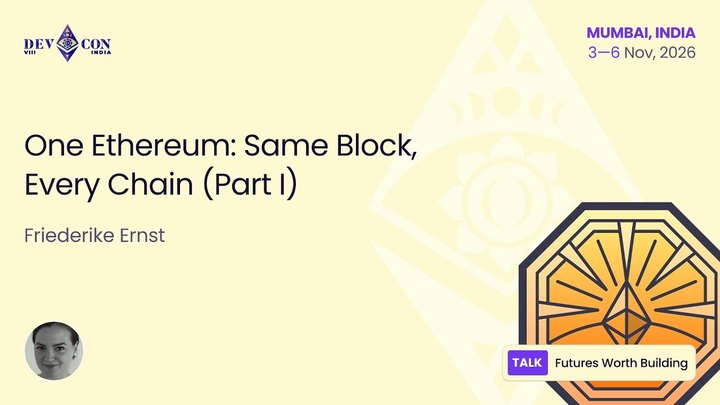 DEV CON
VIII INDIA
MUMBAI, INDIA
3—6 Nov, 2026
One Ethereum: Same Block,
Every Chain (Part I)
Friederike Ernst
TALK Futures Worth Building